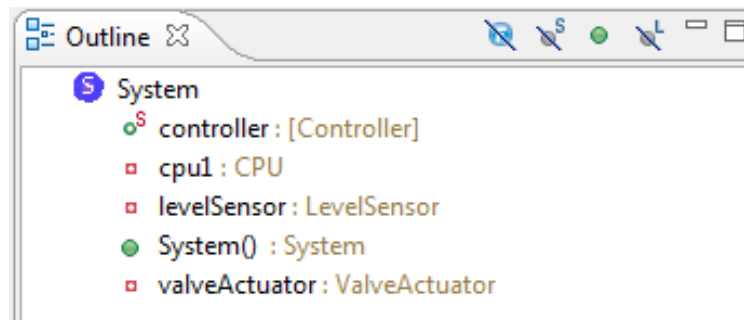 Outline
S
L
S System
S controller : [Controller]
cpu1 : CPU
levelSensor : LevelSensor
System() : System
valveActuator : ValveActuator